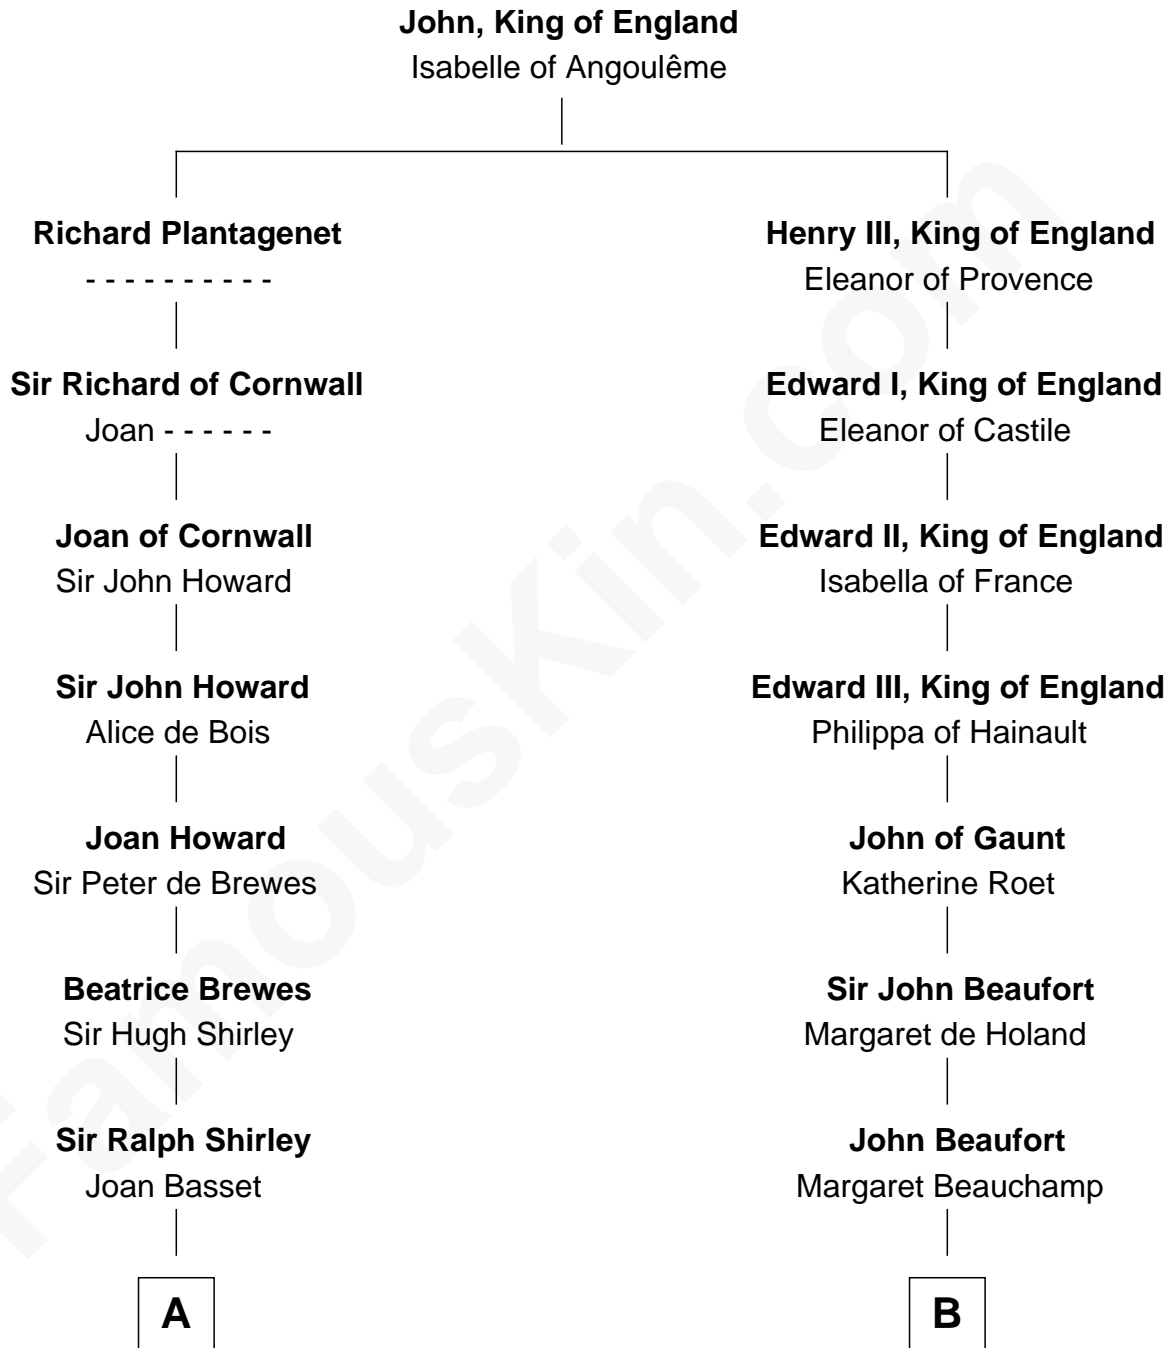 John, King of England
Isabelle of Angoulême
Richard Plantagenet
- - - - - - - - - -
Sir Richard of Cornwall
Joan - - - - - -
Joan of Cornwall
Sir John Howard
Sir John Howard
Alice de Bois
Joan Howard
Sir Peter de Brewes
Beatrice Brewes
Sir Hugh Shirley
Sir Ralph Shirley
Joan Basset
A
Henry III, King of England
Eleanor of Provence
Edward I, King of England
Eleanor of Castile
Edward II, King of England
Isabella of France
Edward III, King of England
Philippa of Hainault
John of Gaunt
Katherine Roet
Sir John Beaufort
Margaret de Holand
John Beaufort
Margaret Beauchamp
B
FamousKin.com